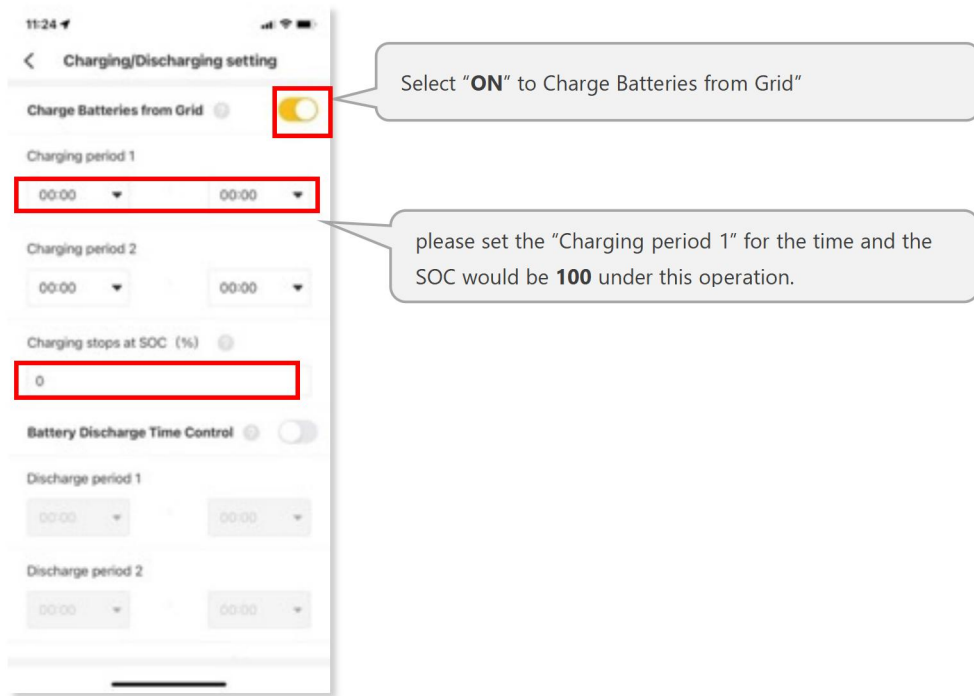 11:24
Charging/Discharging setting
Charge Batteries from Grid
Select “ON” to Charge Batteries from Grid”
Charging period 1
00:00 00:00
please set the “Charging period 1” for the time and the
SOC would be 100 under this operation.
Charging period 2
00:00 00:00
Charging stops at SOC (%)
0
Battery Discharge Time Control
Discharge period 1
00:00 00:00
Discharge period 2
00:00 00:00